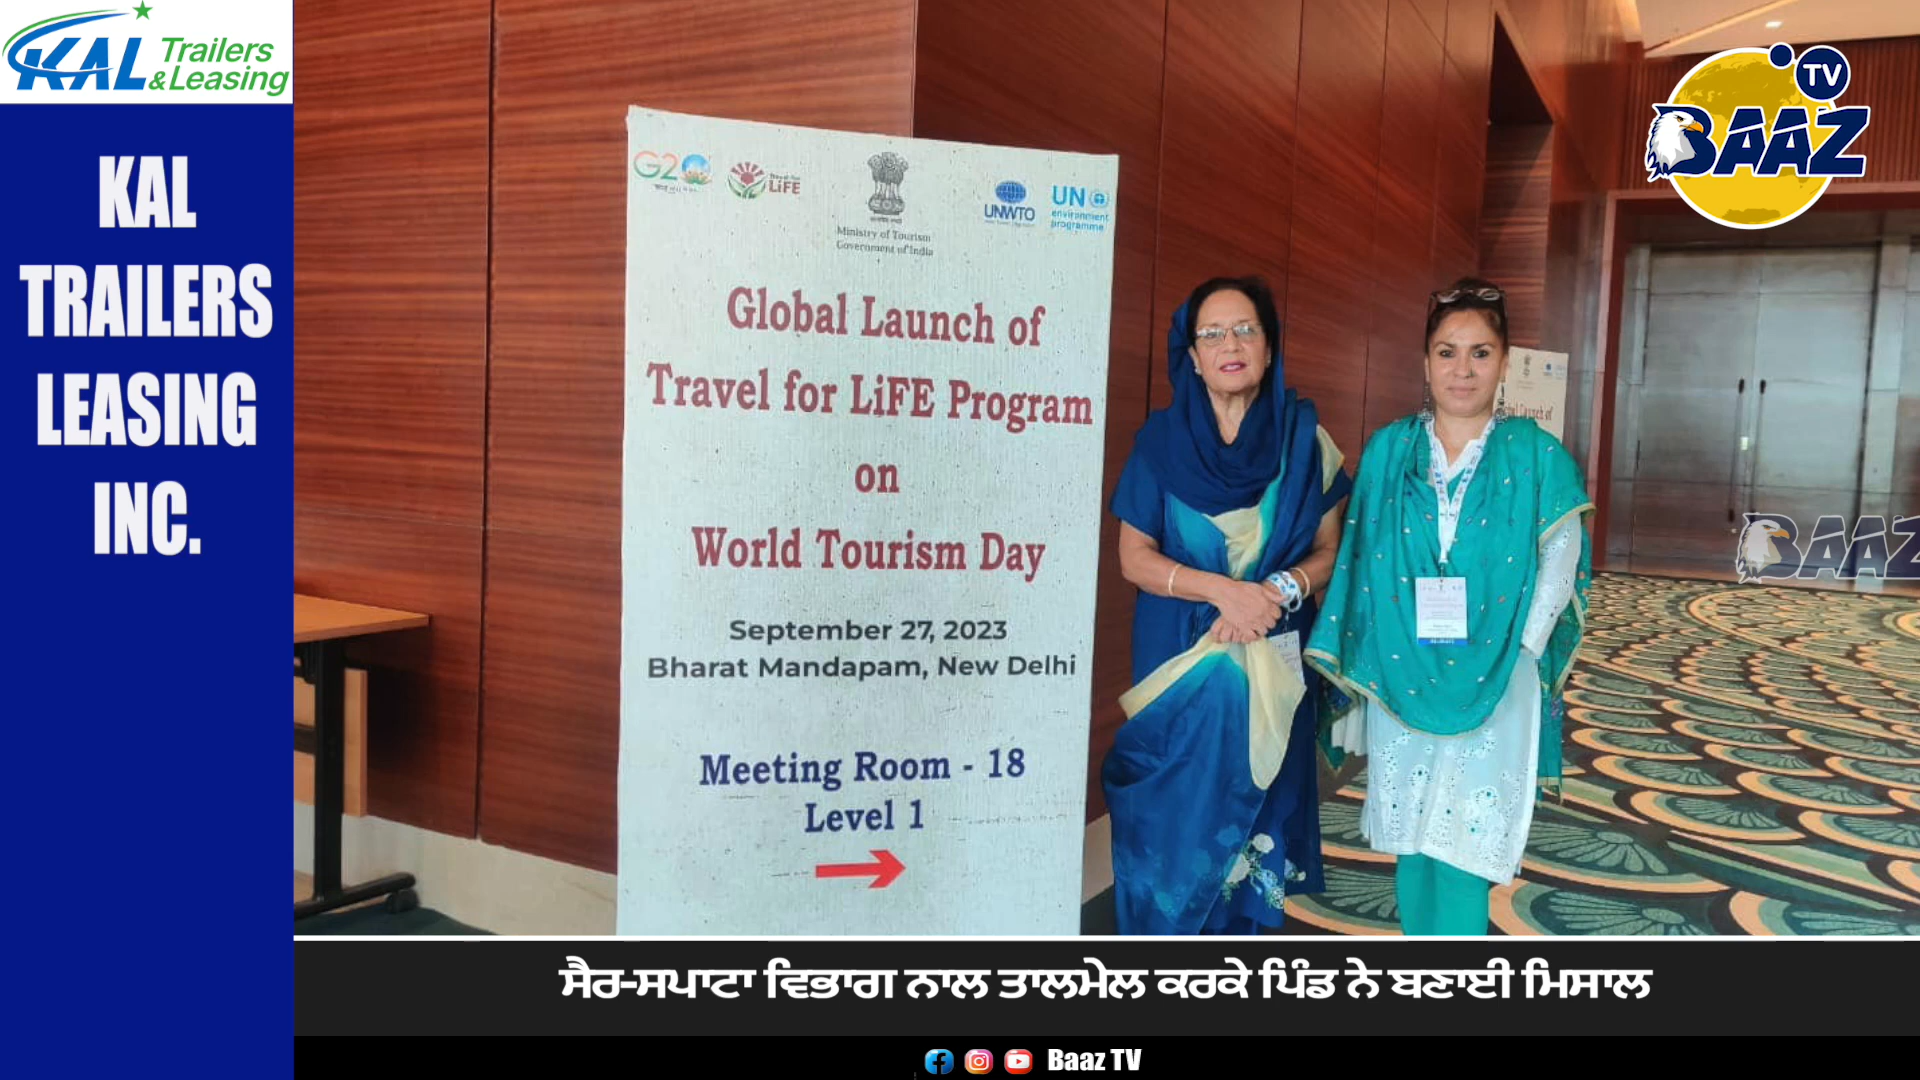 KAL Trailers
&Leasing
KAL
TRAILERS
LEASING
INC.
G20
LiFE
Ministry of Tourism
Government of India
UNWTO
UN
environment
programme
Global Launch of
Travel for LiFE Program
on
World Tourism Day
September 27, 2023
Bharat Mandapam, New Delhi
Meeting Room - 18
Level 1
TV
BAAZ
BAAZ
ਸੈਰ-ਸਪਾਟਾ ਵਿਭਾਗ ਨਾਲ ਤਾਲਮੇਲ ਕਰਕੇ ਪਿੰਡ ਨੇ ਬਣਾਈ ਮਿਸਾਲ
Baaz TV